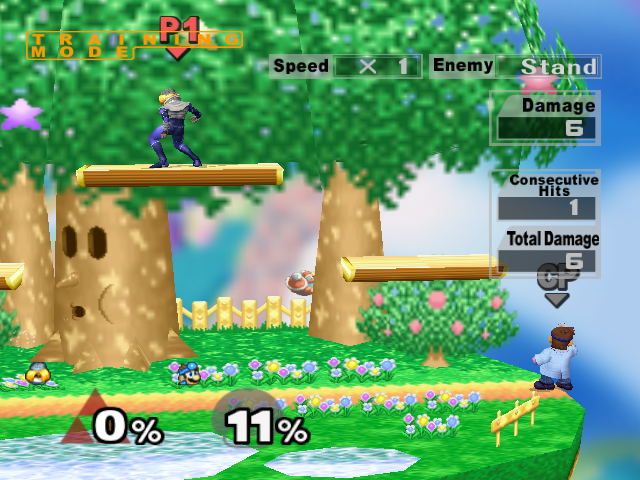 P1
TRAINING
MODE
Speed × 1 Enemy Stand
Damage
6
Consecutive
Hits
1
Total Damage
6
CP
0% 11%